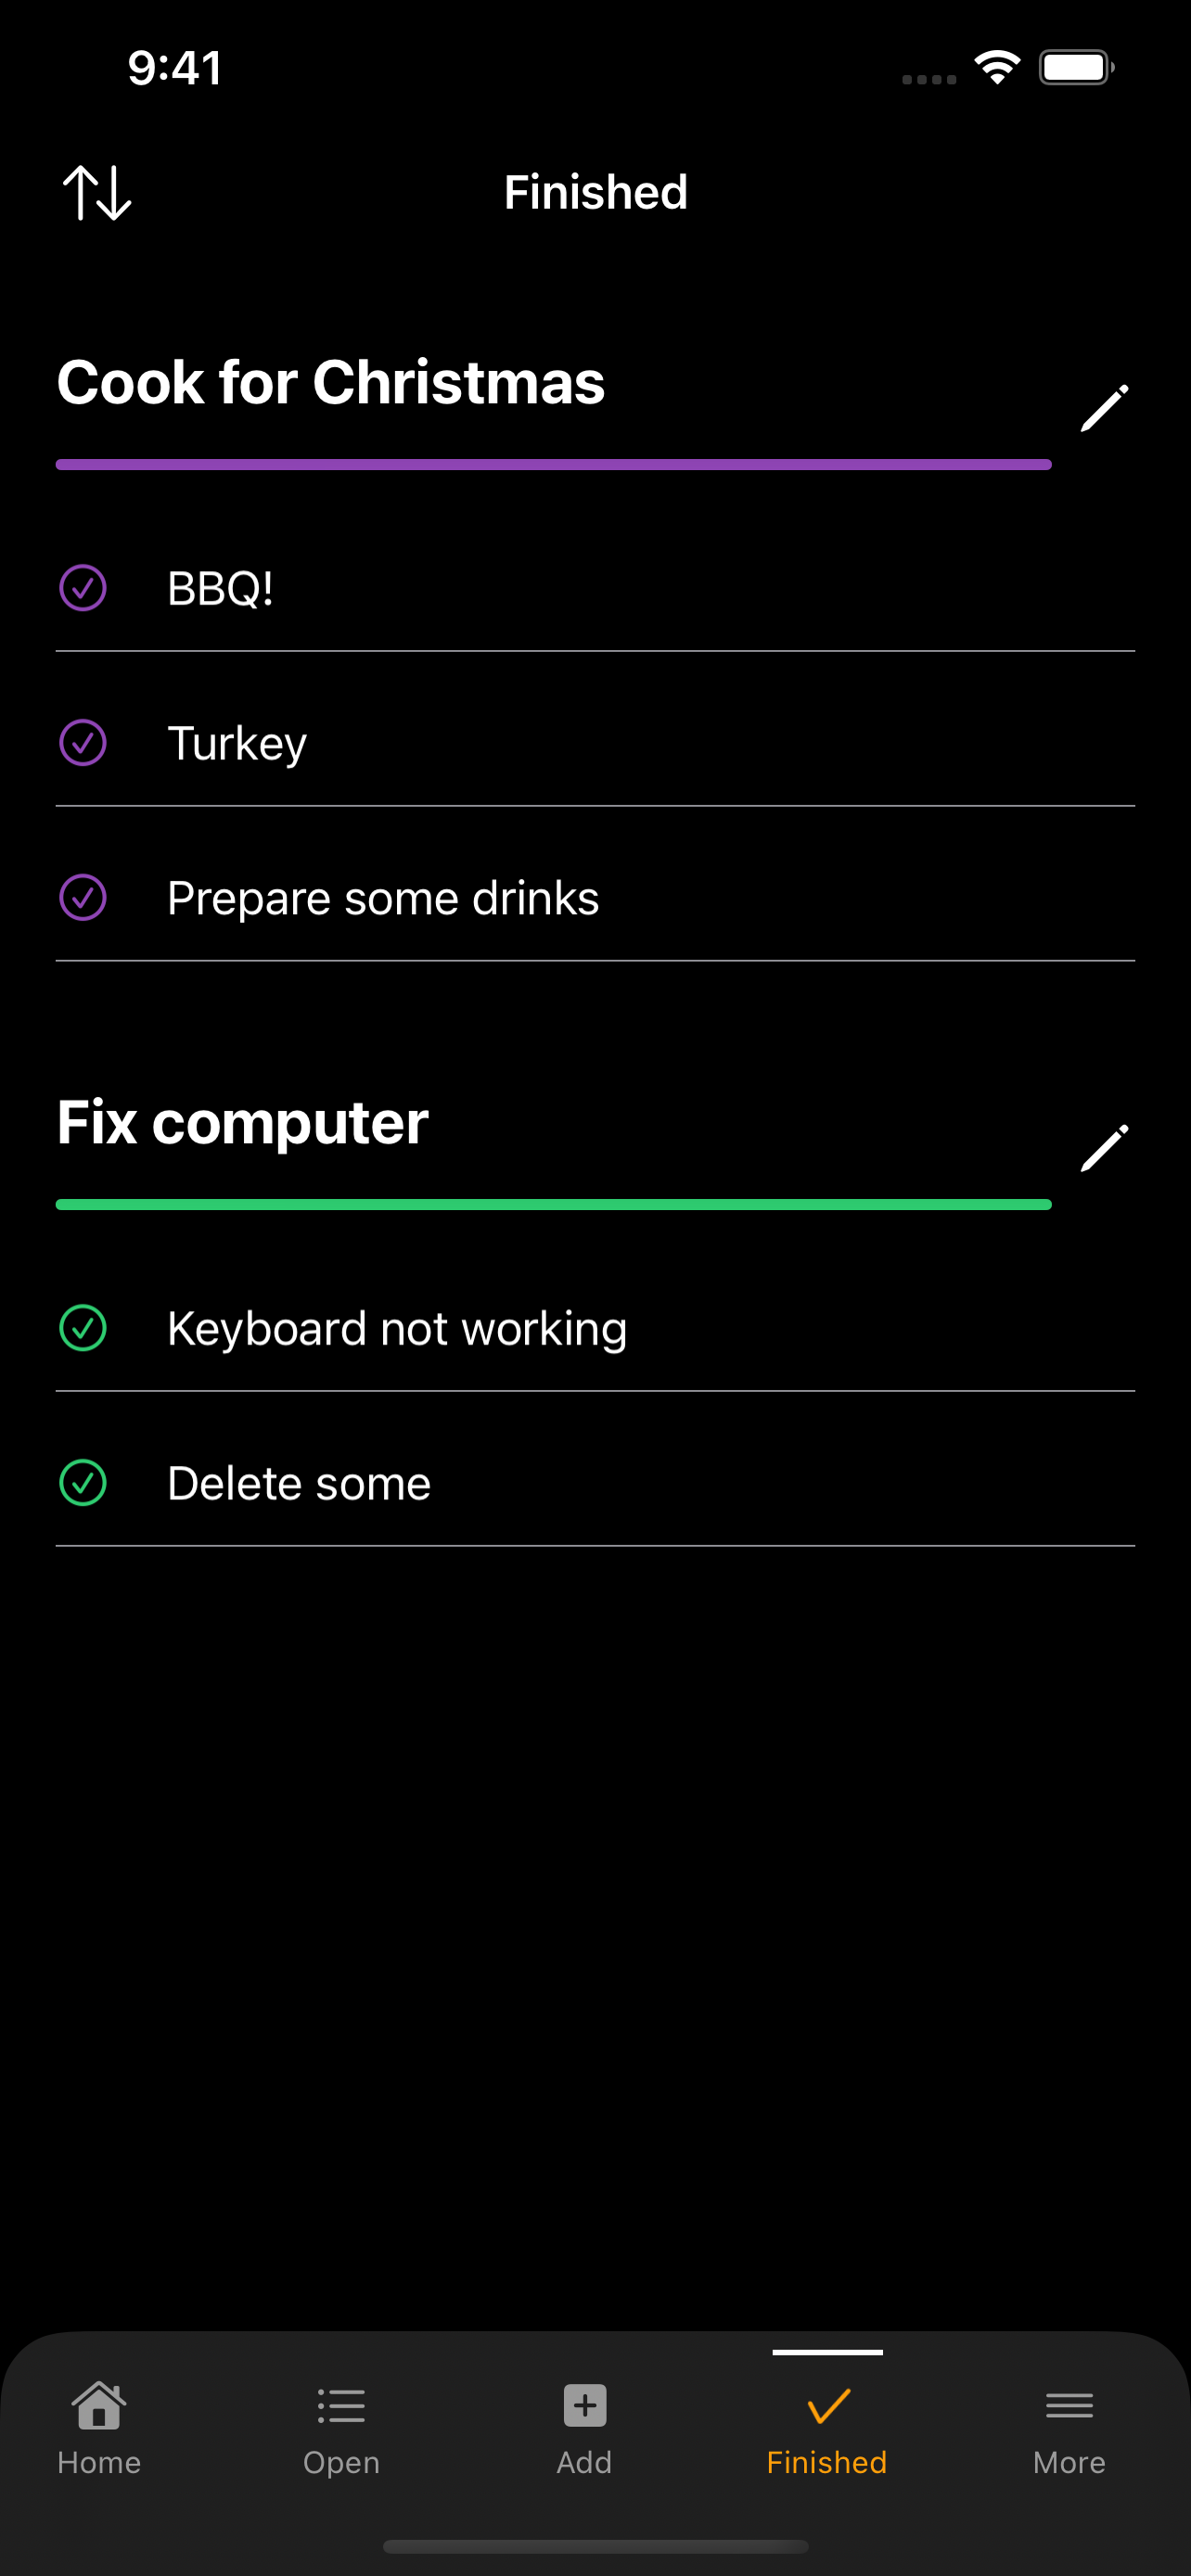 9:41
Finished
Cook for Christmas
BBQ!
Turkey
Prepare some drinks
Fix computer
Keyboard not working
Delete some
Home
Open
Add
Finished
More